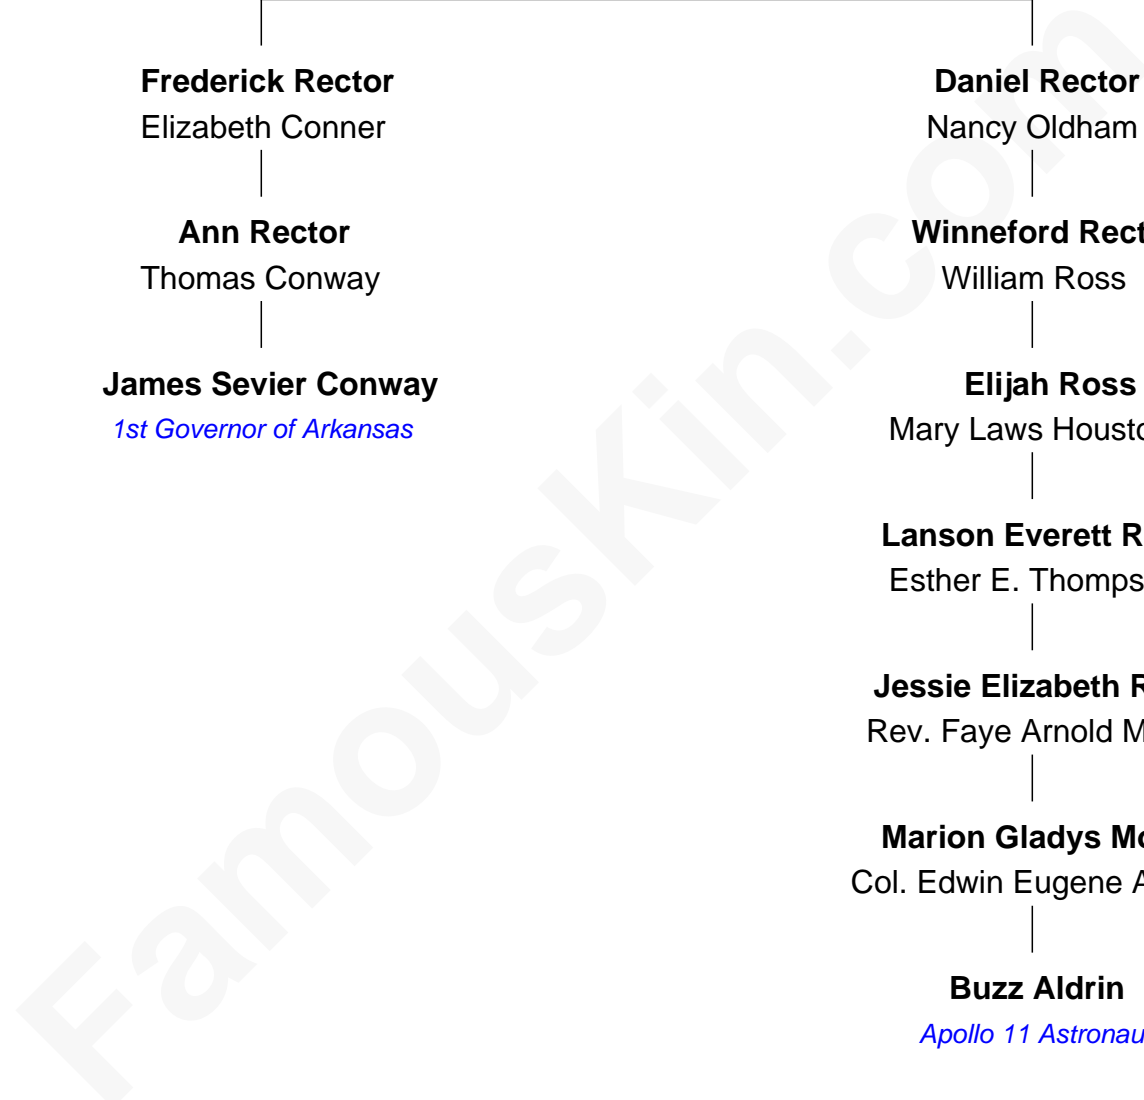 Frederick Rector
Elizabeth Conner
Ann Rector
Thomas Conway
James Sevier Conway
1st Governor of Arkansas
Daniel Rector
Nancy Oldham
Winneford
William Ross
Elijah Ross
Mary Laws
Lanson Everett
Esther E.
Jessie Elizabeth
Rev. Faye Arnold
Marion Gladys
Col. Edwin Eugene
Buzz Aldrin
Apollo 11
FamousKin.com